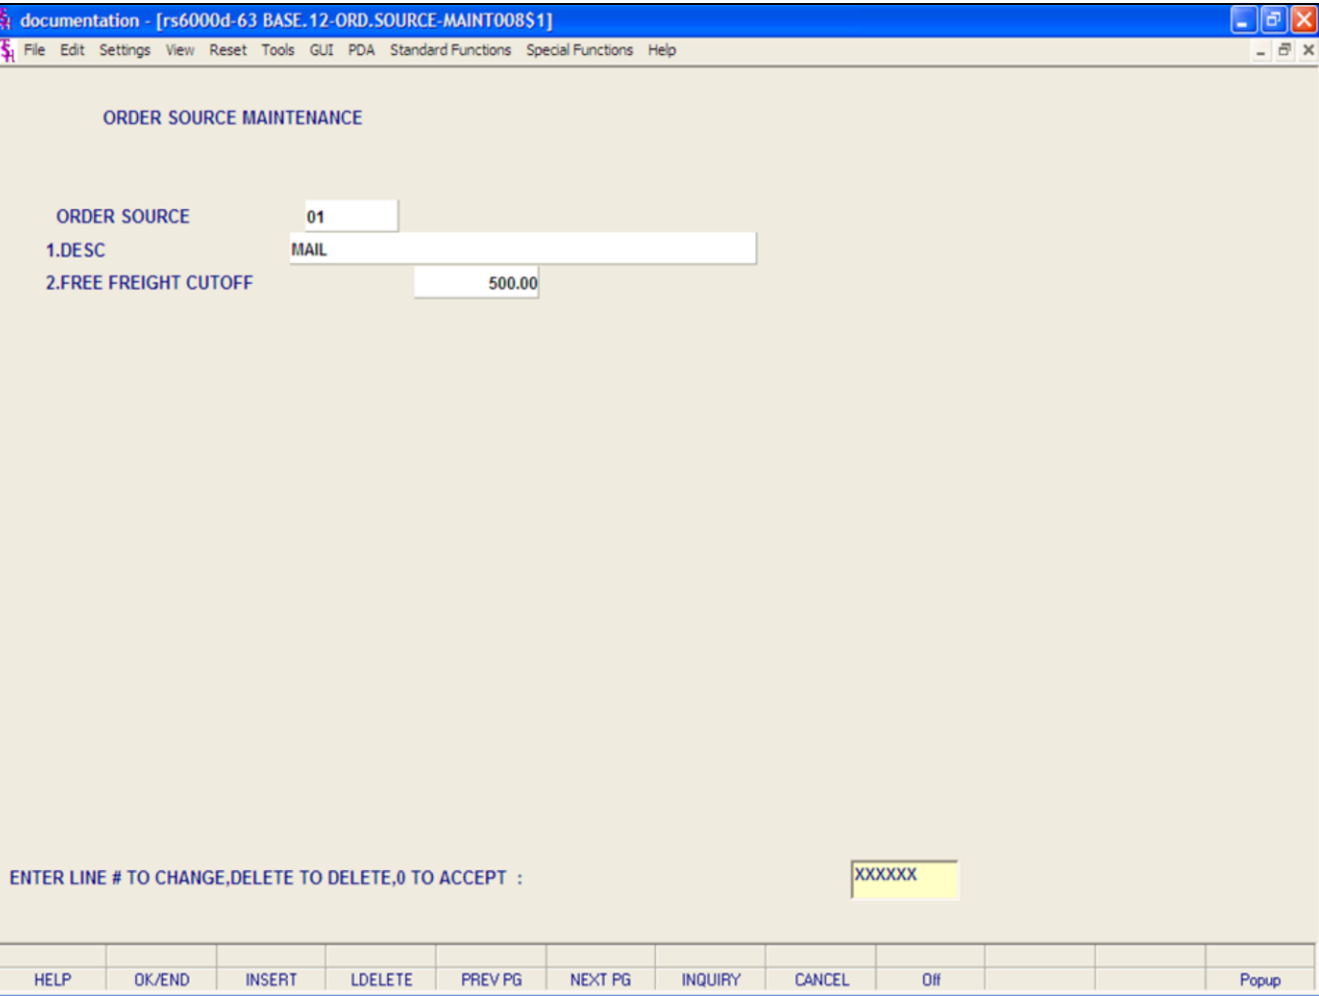 documentation - [rs6000d-63 BASE.12-ORD.SOURCE-MAINT008$1]
File Edit Settings View Reset Tools GUI PDA Standard Functions Special Functions Help
ORDER SOURCE MAINTENANCE
ORDER SOURCE 01
1.DESC MAIL
2.FREE FREIGHT CUTOFF 500.00
ENTER LINE # TO CHANGE,DELETE TO DELETE,0 TO ACCEPT : XXXXXX
HELP OK/END INSERT LDELETE PREV PG NEXT PG INQUIRY CANCEL Off Popup